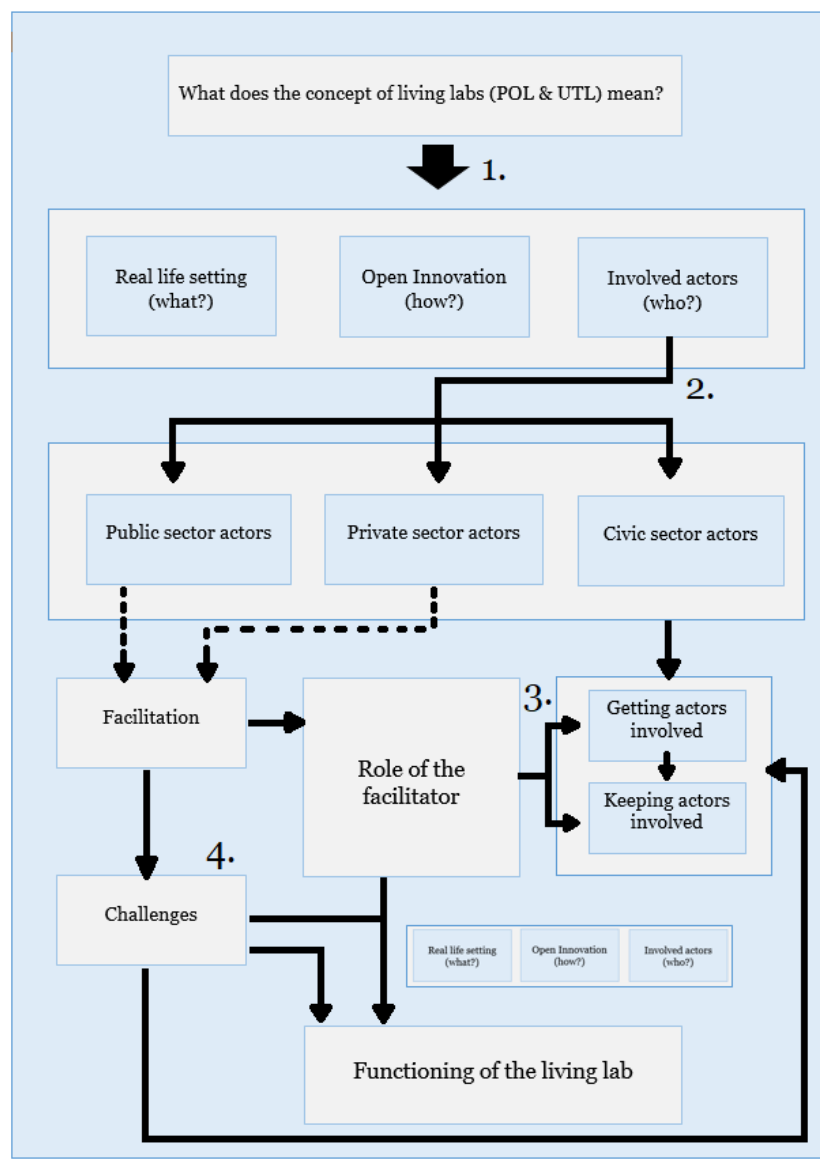 What does the concept of living labs (POL & UTL) mean?
1.
Real life setting
(what?)
Open Innovation
(how?)
Involved actors
(who?)
2.
Public sector actors
Private sector actors
Civic sector actors
Facilitation
Role of the
facilitator
3.
Getting actors
involved
Keeping actors
involved
4.
Challenges
Real life setting
(what?)
Open Innovation
(how?)
Involved actors
(who?)
Functioning of the living lab